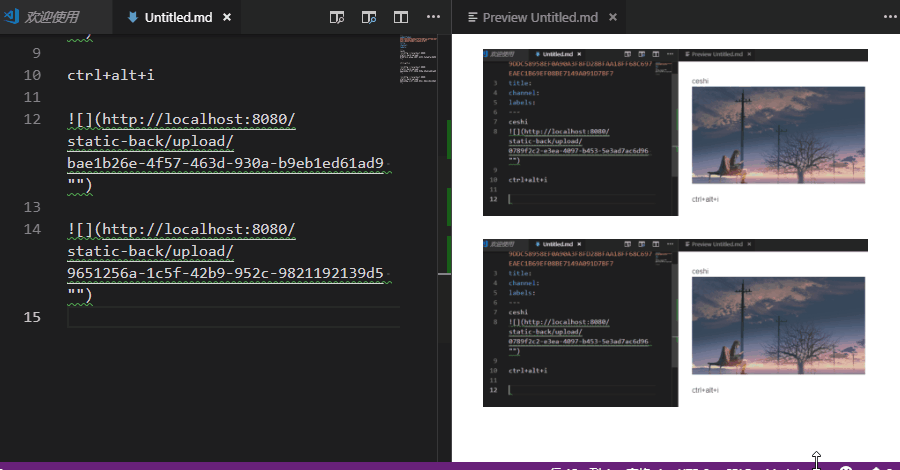 欢迎使用
Untitled.md ×
Preview Untitled.md ×
9
10 ctrl+alt+i
11
12 ![](http://localhost:8080/
static-back/upload/
bae1b26e-4f57-463d-930a-b9eb1ed61ad9
"")
13
14 ![](http://localhost:8080/
static-back/upload/
9651256a-1c5f-42b9-952c-9821192139d5
"")
15
欢迎使用
Untitled.md ×
Preview Untitled.md ×
3 title:
4 channel:
5 labels:
6 ---
7 ceshi
8 ![](http://localhost:8080/
static-back/upload/
0789f2c2-e3ea-4097-b453-5e3ad7ac6d96
"")
9
10 ctrl+alt+i
11
12
ceshi
ctrl+alt+i
欢迎使用
Untitled.md ×
Preview Untitled.md ×
3 title:
4 channel:
5 labels:
6 ---
7 ceshi
8 ![](http://localhost:8080/
static-back/upload/
0789f2c2-e3ea-4097-b453-5e3ad7ac6d96
"")
9
10 ctrl+alt+i
11
12
ceshi
ctrl+alt+i